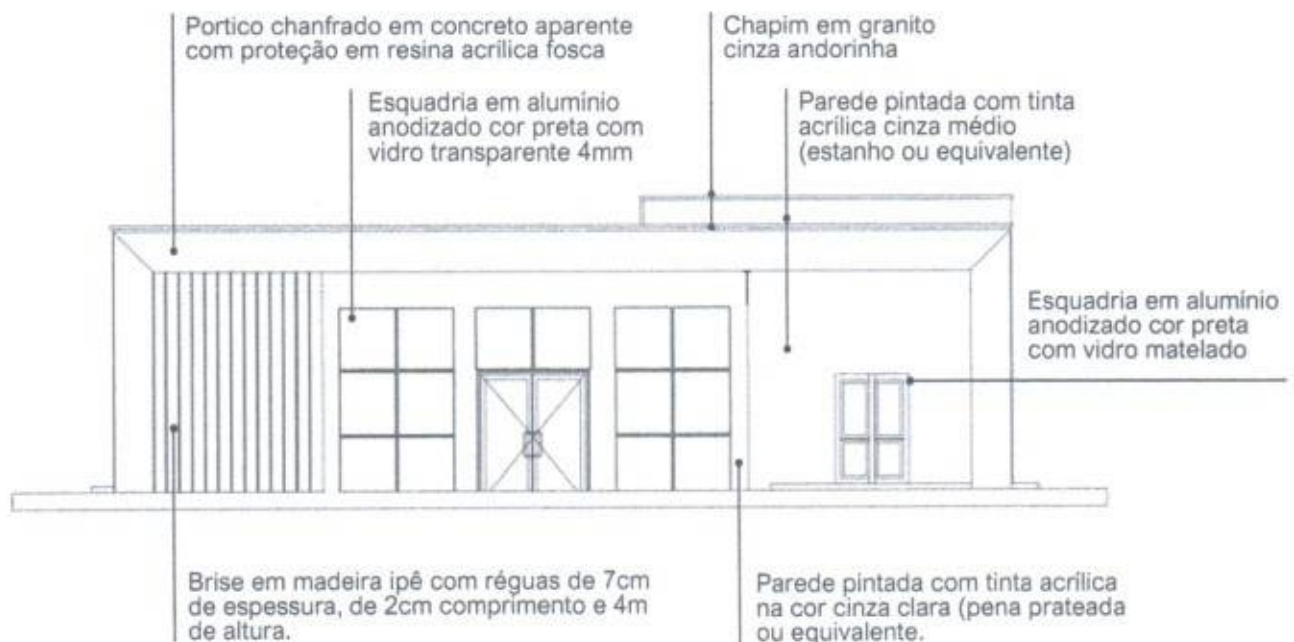 Portico chanfrado em concreto aparente
com proteção em resina acrílica fosca
Chapim em granito
cinza andorinha
Esquadria em alumínio
anodizado cor preta com
vidro transparente 4mm
Parede pintada com tinta
acrílica cinza médio
(estanho ou equivalente)
Esquadria em alumínio
anodizado cor preta
com vidro matelado
Brise em madeira ipê com réguas de 7cm
de espessura, de 2cm comprimento e 4m
de altura.
Parede pintada com tinta acrílica
na cor cinza clara (pena prateada
ou equivalente.